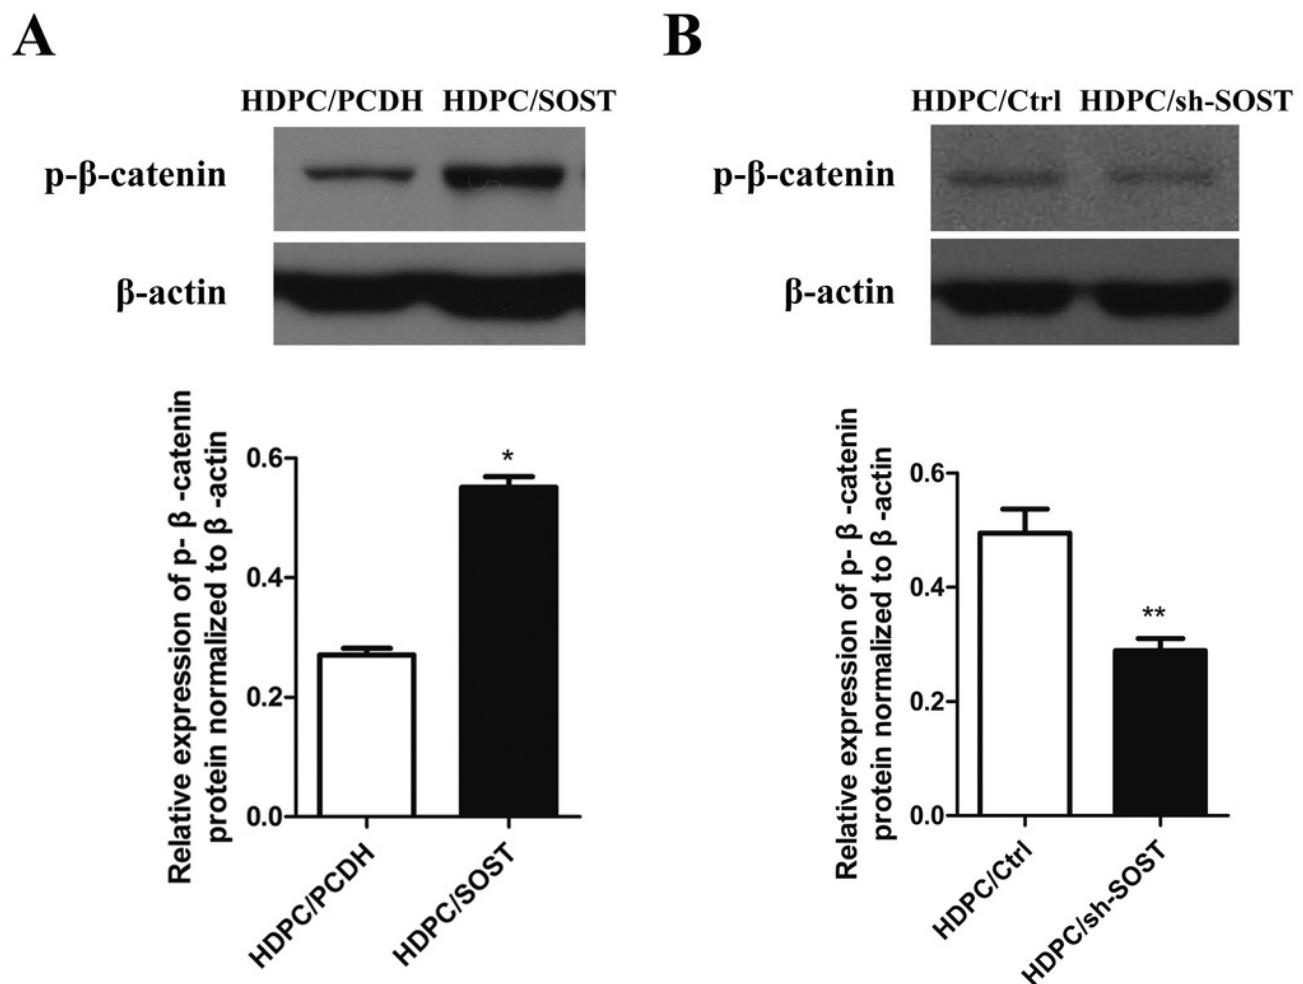 A
HDPC/PCDH HDPC/SOST
p-β-catenin
β-actin
Relative expression of p- β -catenin
protein normalized to β -actin
0.6
0.4
0.2
0.0
*
HDPC/PCDH
HDPC/SOST
B
HDPC/Ctrl HDPC/sh-SOST
p-β-catenin
β-actin
Relative expression of p- β -catenin
protein normalized to β -actin
0.6
0.4
0.2
0.0
**
HDPC/Ctrl
HDPC/sh-SOST